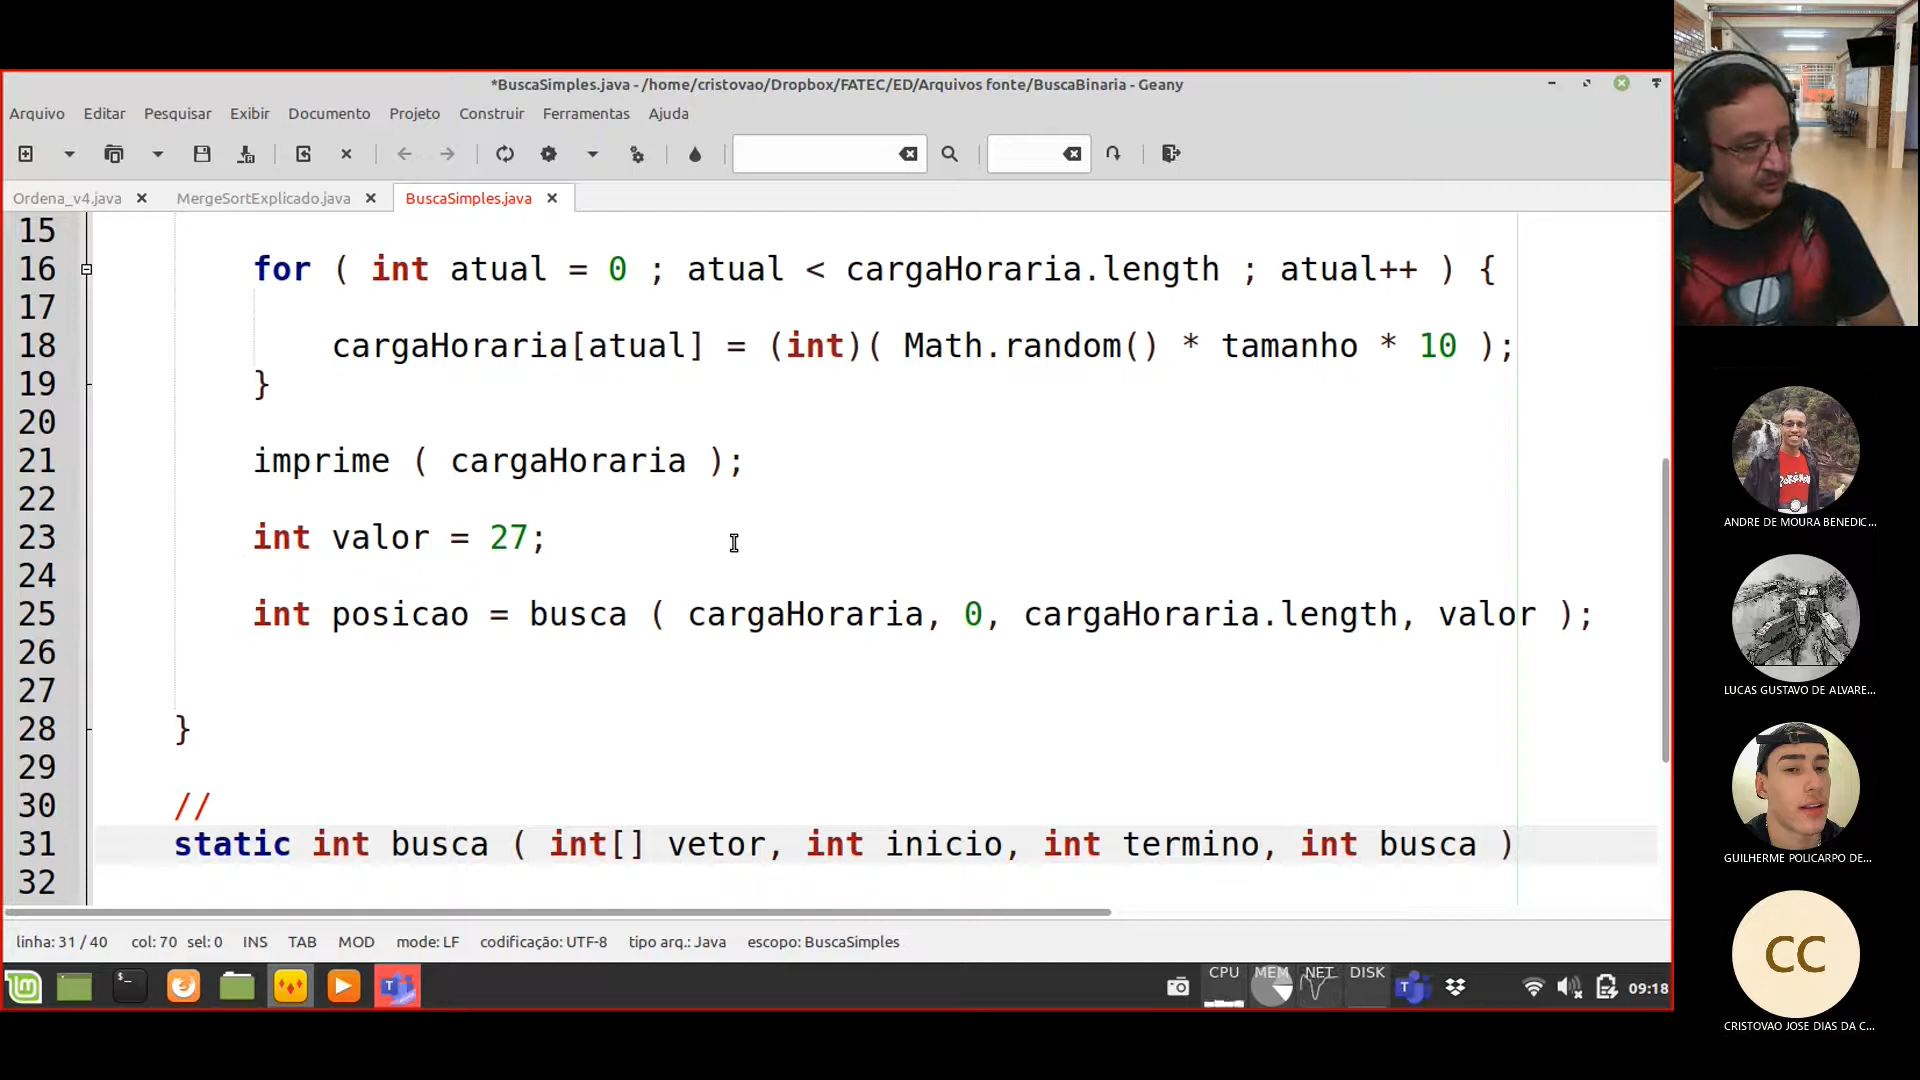 *BuscaSimples.java - /home/cristovao/Dropbox/FATEC/ED/Arquivos fonte/BuscaBinaria - Geany
Arquivo Editar Pesquisar Exibir Documento Projeto Construir Ferramentas Ajuda
Ordena_v4.java MergeSortExplicado.java BuscaSimples.java
15
16 for ( int atual = 0 ; atual < cargaHoraria.length ; atual++ ) {
17
18 cargaHoraria[atual] = (int)( Math.random() * tamanho * 10 );
19 }
20
21 imprime ( cargaHoraria );
22
23 int valor = 27;
24
25 int posicao = busca ( cargaHoraria, 0, cargaHoraria.length, valor );
26
27
28 }
29
30 //
31 static int busca ( int[] vetor, int inicio, int termino, int busca )
32
linha: 31 / 40 col: 70 sel: 0 INS TAB MOD mode: LF codificação: UTF-8 tipo arq.: Java escopo: BuscaSimples
CPU MEM NET DISK 09:18
ANDRE DE MOURA BENEDIC...
LUCAS GUSTAVO DE ALVARE...
GUILHERME POLICARPO DE...
CC
CRISTOVAO JOSE DIAS DA C...